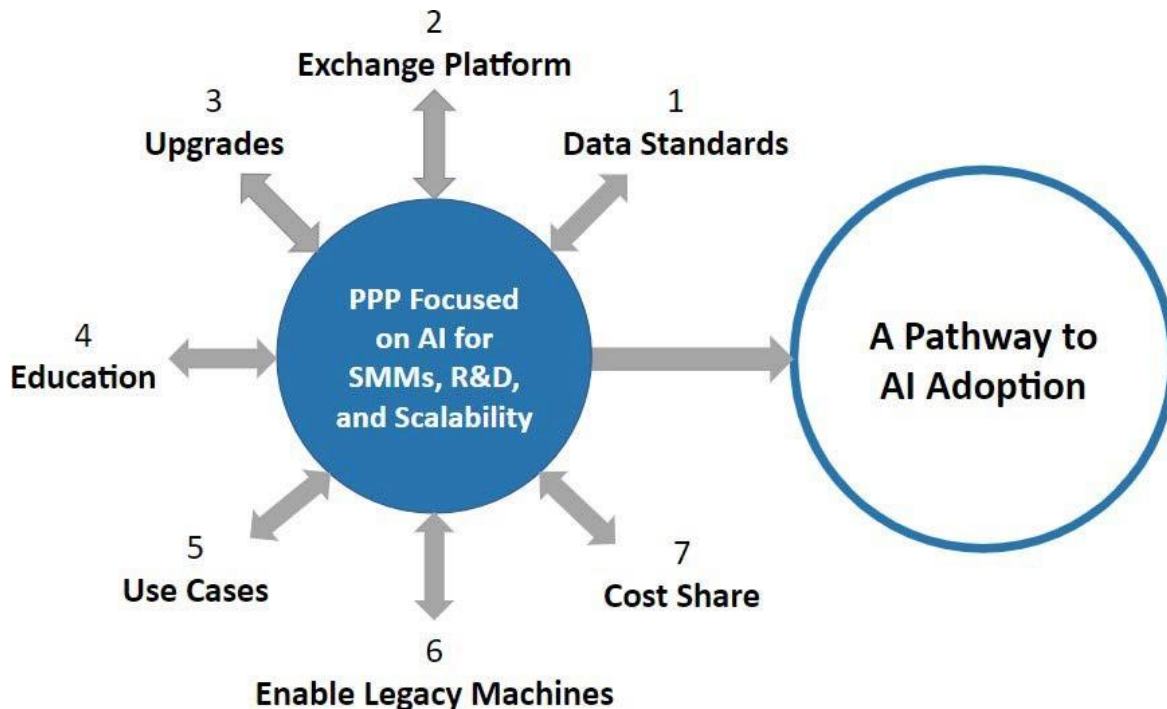 2
Exchange Platform
3
Upgrades
1
Data Standards
PPP Focused
on AI for
SMMs, R&D,
and Scalability
A Pathway to
AI Adoption
4
Education
5
Use Cases
7
Cost Share
6
Enable Legacy Machines